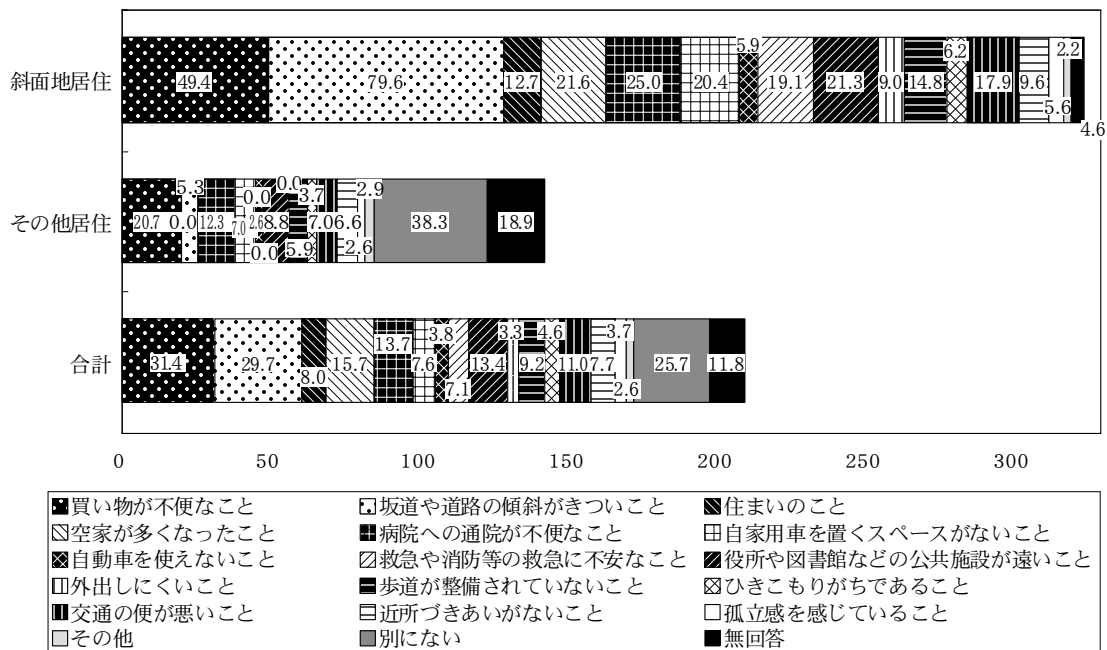 斜面地居住
49.4 79.6 12.7 21.6 25.0 20.4 5.9 19.1 21.3 9.0 14.8 6.2 17.9 9.6 5.6 2.2 4.6
その他居住
20.7 0.0 5.3 12.3 7.0 0.0 0.0 2.6 8.8 0.0 5.9 3.7 7.0 6.6 2.6 2.9 38.3 18.9
合計
31.4 29.7 8.0 15.7 13.7 7.6 3.8 7.1 13.4 3.3 9.2 4.6 11.0 7.7 2.6 3.7 25.7 11.8
0 50 100 150 200 250 300
買い物が不便なこと 坂道や道路の傾斜がきついこと 住まいのこと
空家が多くなったこと 病院への通院が不便なこと 自家用車を置くスペースがないこと
自動車を使えないこと 救急や消防等の救急に不安なこと 役所や図書館などの公共施設が遠いこと
外出しにくいこと 歩道が整備されていないこと ひきこもりがちであること
交通の便が悪いこと 近所づきあいがないこと 孤立感を感じていること
その他 別にない 無回答